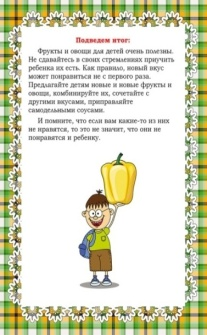 Подведем итог:
Фрукты и овощи для детей очень полезны.
Не сдавайтесь в своих стремлениях приучить
ребенка их есть. Как правило, новый вкус
может понравиться не с первого раза.
Предлагайте детям новые и новые фрукты и
овощи, комбинируйте их, сочетайте с
другими вкусами, приправляйте
самодельными соусами.
И помните, что если вам какие-то из них
не нравятся, то это не значит, что они не
понравятся и ребенку.